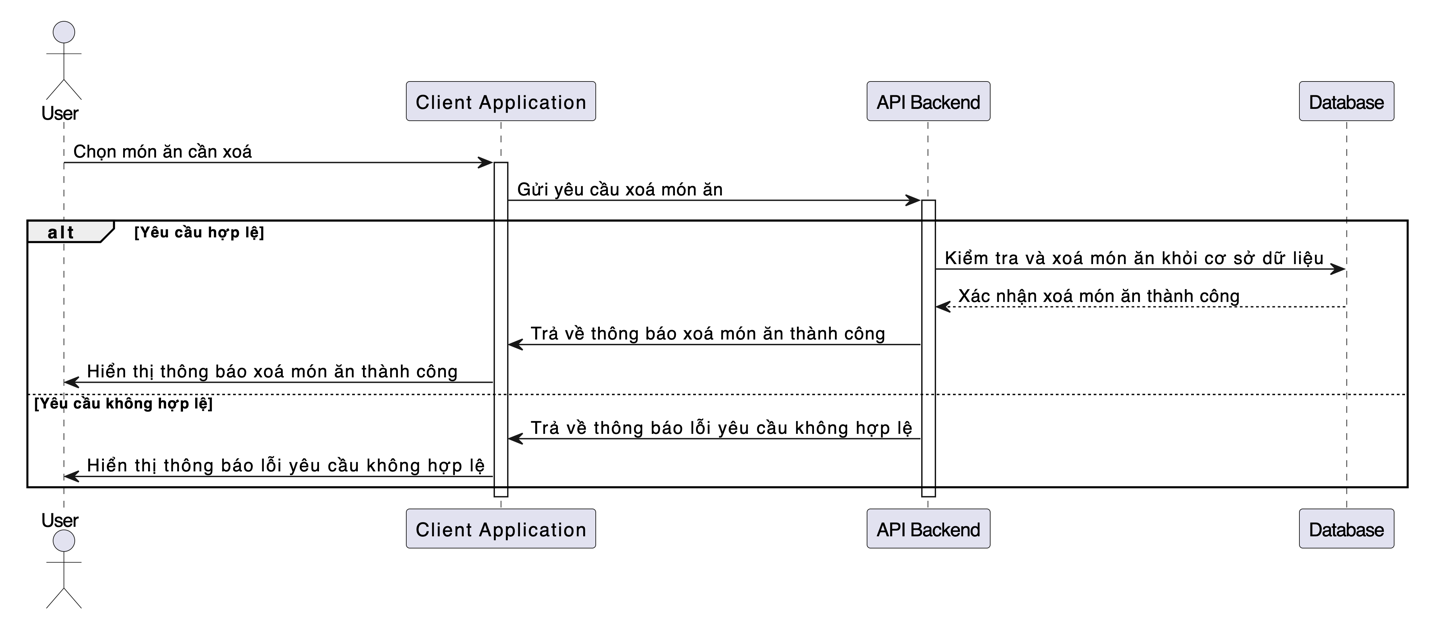 User
Client Application
API Backend
Database
Chọn món ăn cần xoá
Gửi yêu cầu xoá món ăn
alt
[Yêu cầu hợp lệ]
Kiểm tra và xoá món ăn khỏi cơ sở dữ liệu
Xác nhận xoá món ăn thành công
Trả về thông báo xoá món ăn thành công
Hiển thị thông báo xoá món ăn thành công
[Yêu cầu không hợp lệ]
Trả về thông báo lỗi yêu cầu không hợp lệ
Hiển thị thông báo lỗi yêu cầu không hợp lệ
User
Client Application
API Backend
Database